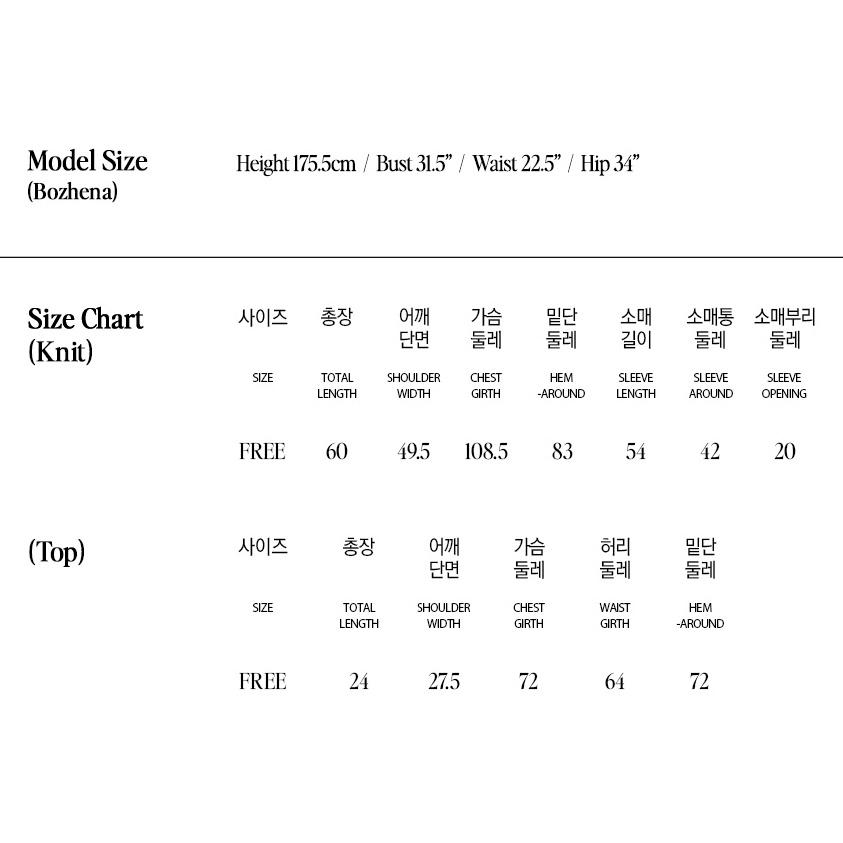 Model Size
(Bozhena)
Height 175.5cm / Bust 31.5” / Waist 22.5” / Hip 34”
Size Chart
(Knit)
사이즈 총장 어깨 가슴 밑단 소매 소매통 소매부리
단면 둘레 둘레 길이 둘레 둘레
SIZE TOTAL SHOULDER CHEST HEM SLEEVE SLEEVE SLEEVE
LENGTH WIDTH GIRTH -AROUND LENGTH AROUND OPENING
FREE 60 49.5 108.5 83 54 42 20
(Top)
사이즈 총장 어깨 가슴 허리 밑단
단면 둘레 둘레 둘레
SIZE TOTAL SHOULDER CHEST WAIST HEM
LENGTH WIDTH GIRTH GIRTH -AROUND
FREE 24 27.5 72 64 72